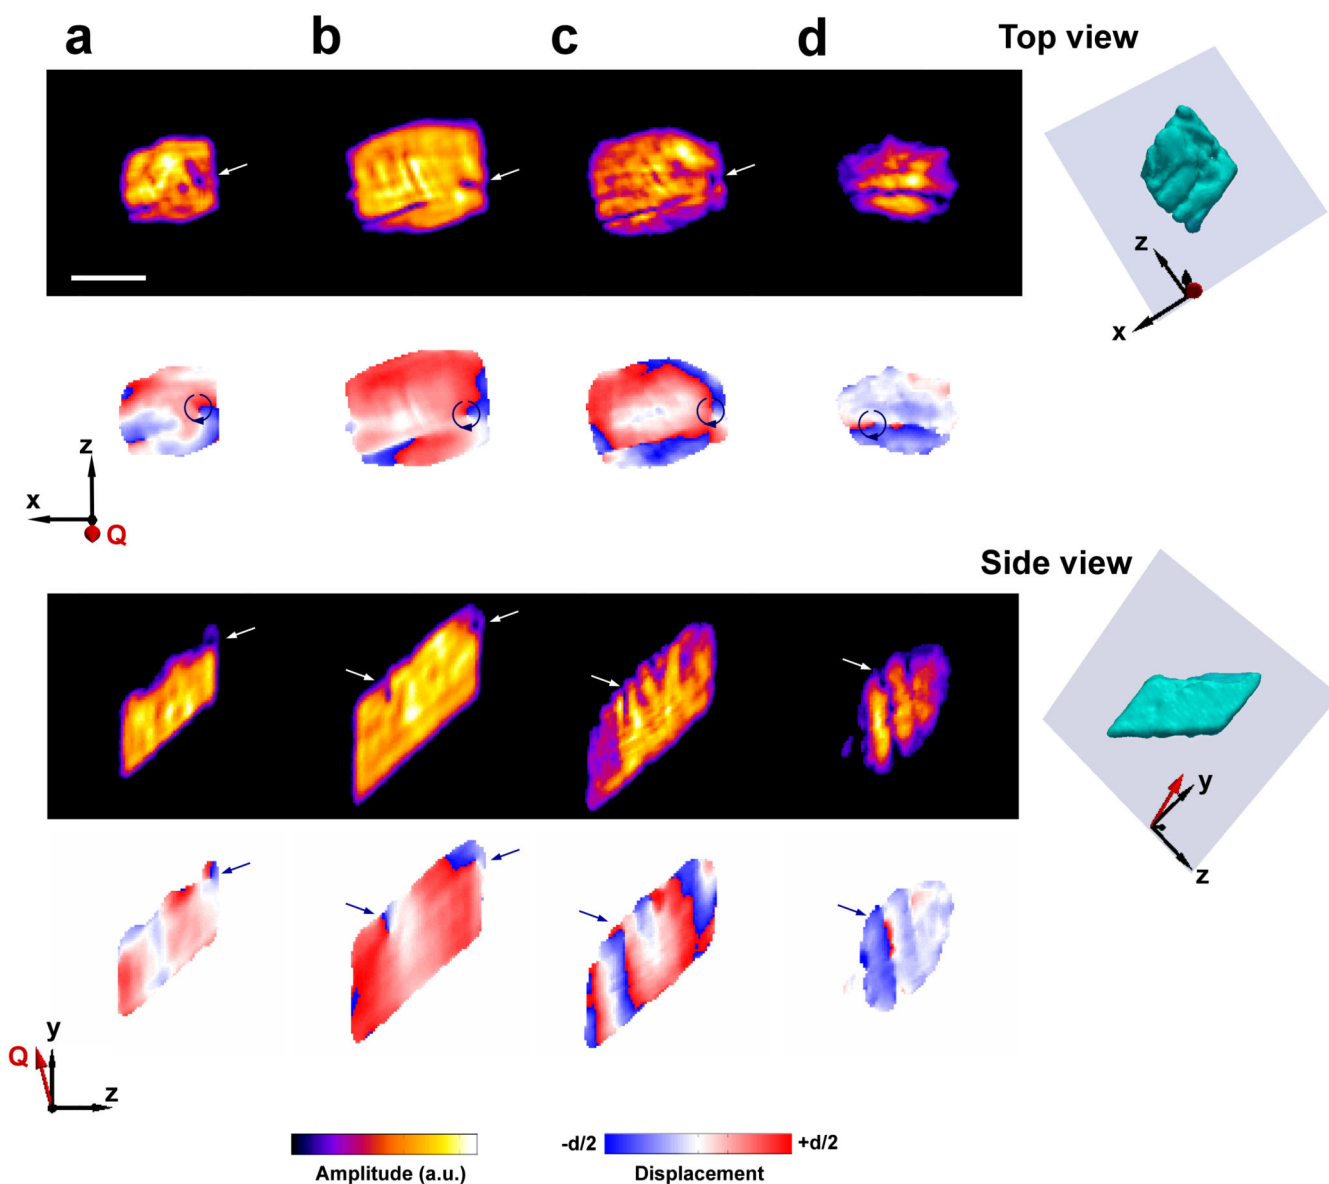 a b c d Top view
z
x
z
x
Q
Side view
y
z
y
Q
z
-d/2 +d/2
Amplitude (a.u.) Displacement